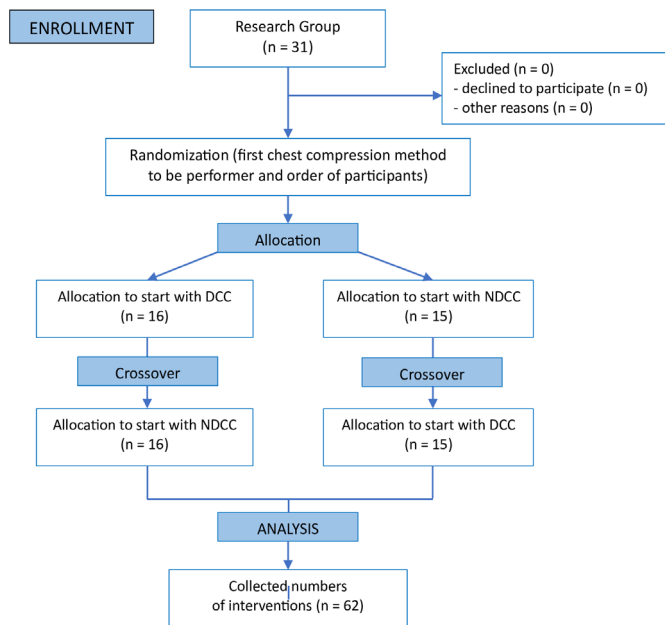 ENROLLMENT
Research Group
(n = 31)
Excluded (n = 0)
- declined to participate (n = 0)
- other reasons (n = 0)
Randomization (first chest compression method
to be performer and order of participants)
Allocation
Allocation to start with DCC
(n = 16)
Allocation to start with NDCC
(n = 15)
Crossover
Crossover
Allocation to start with NDCC
(n = 16)
Allocation to start with DCC
(n = 15)
ANALYSIS
Collected numbers
of interventions (n = 62)